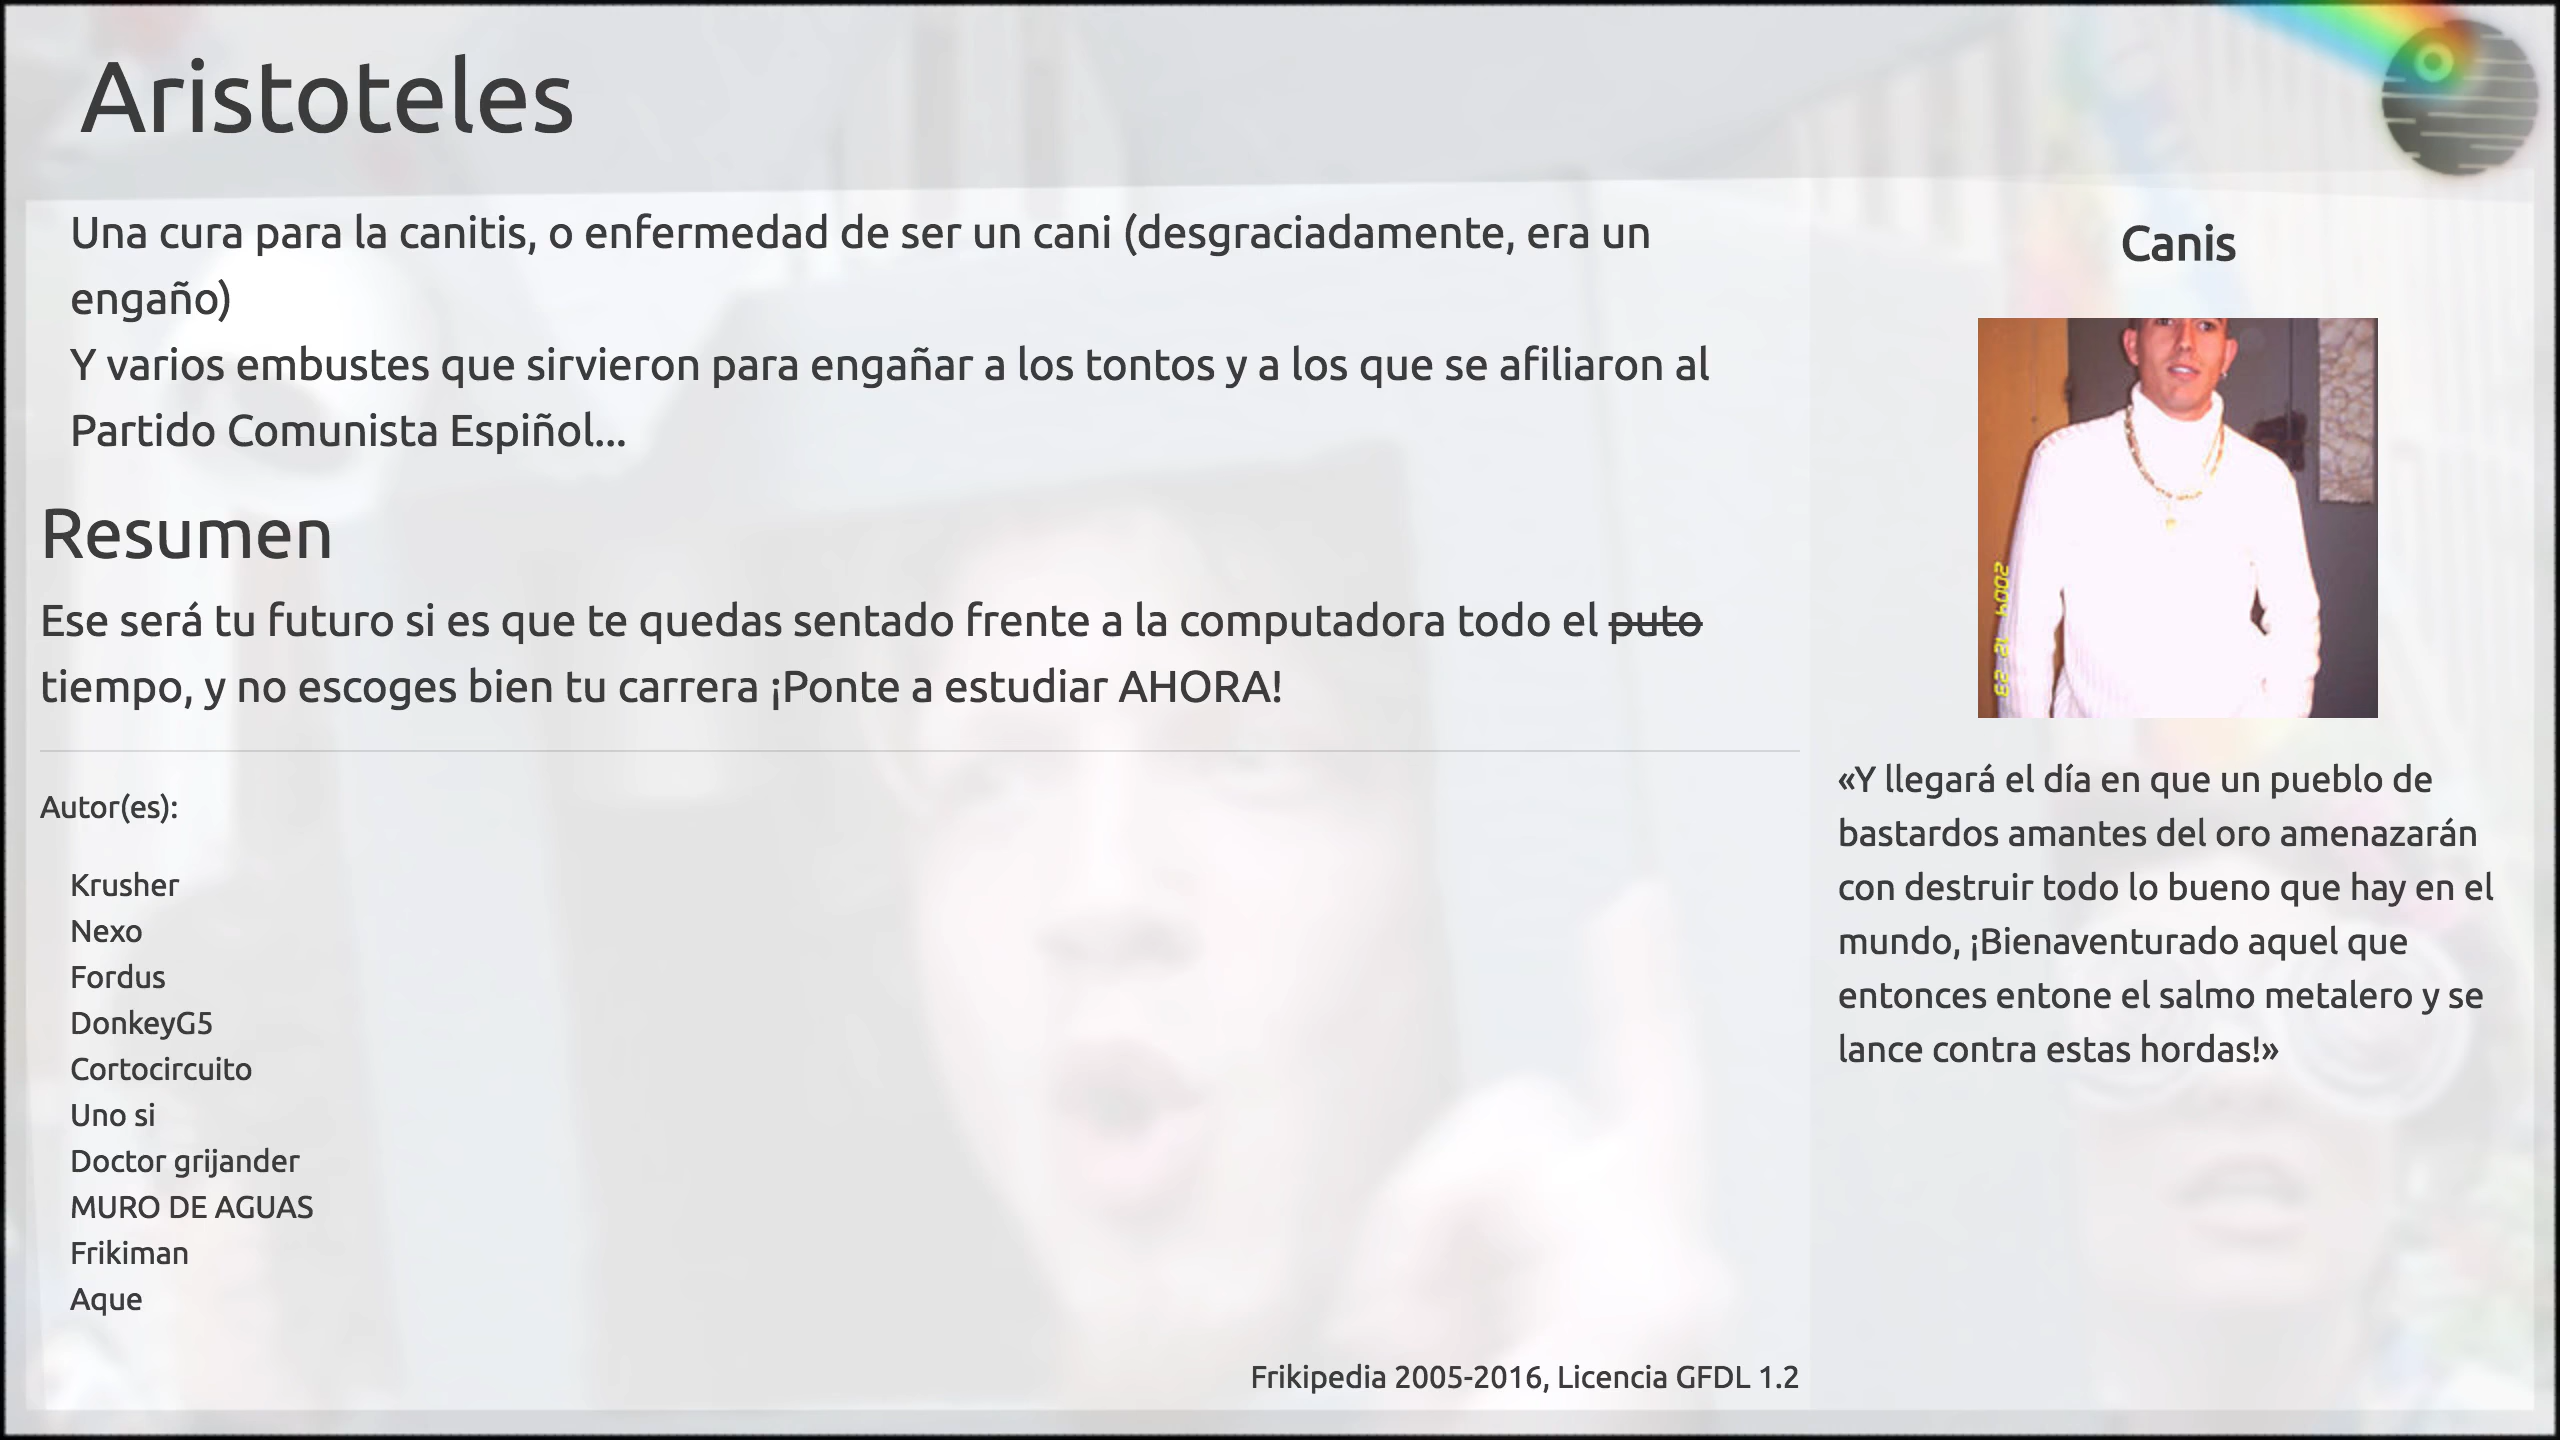 Aristoteles
Una cura para la canitis, o enfermedad de ser un cani (desgraciadamente, era un
engaño)
Y varios embustes que sirvieron para engañar a los tontos y a los que se afiliaron al
Partido Comunista Espiñol...
Resumen
Ese será tu futuro si es que te quedas sentado frente a la computadora todo el puto
tiempo, y no escoges bien tu carrera ¡Ponte a estudiar AHORA!
Autor(es):
Krusher
Nexo
Fordus
DonkeyG5
Cortocircuito
Uno si
Doctor grijander
MURO DE AGUAS
Frikiman
Aque
Frikipedia 2005-2016, Licencia GFDL 1.2
Canis
2004 12 23
«Y llegará el día en que un pueblo de
bastardos amantes del oro amenazarán
con destruir todo lo bueno que hay en el
mundo, ¡Bienaventurado aquel que
entonces entone el salmo metalero y se
lance contra estas hordas!»